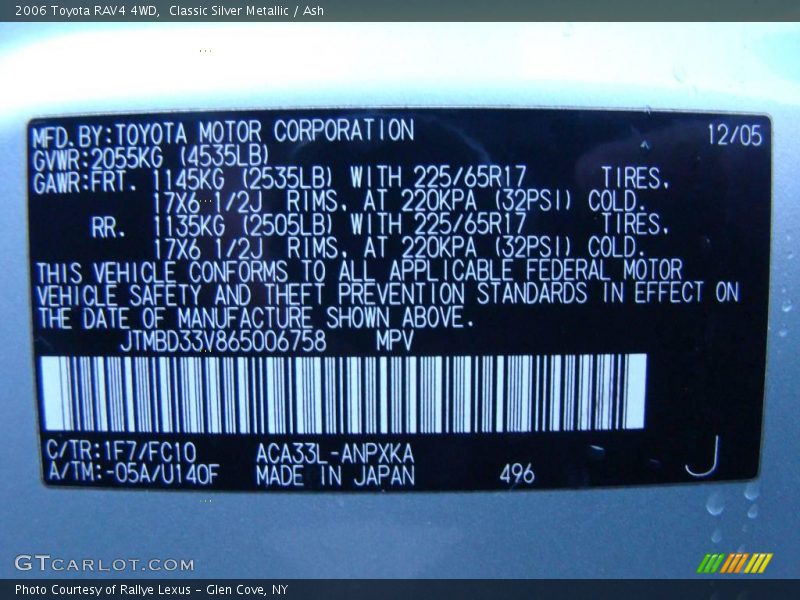 2006 Toyota RAV4 4WD,  Classic Silver Metallic / Ash
MFD.BY:TOYOTA MOTOR CORPORATION 12/05
GVWR:2055KG (4535LB)
GAWR:FRT. 1145KG (2535LB) WITH 225/65R17 TIRES,
17X6 1/2J RIMS, AT 220KPA (32PSI) COLD.
RR. 1135KG (2505LB) WITH 225/65R17 TIRES,
17X6 1/2J RIMS, AT 220KPA (32PSI) COLD.
THIS VEHICLE CONFORMS TO ALL APPLICABLE FEDERAL MOTOR
VEHICLE SAFETY AND THEFT PREVENTION STANDARDS IN EFFECT ON
THE DATE OF MANUFACTURE SHOWN ABOVE.
JTMBD33V865006758 MPV
C/TR:1F7/FC10 ACA33L-ANPXKA
A/TM:-05A/U140F MADE IN JAPAN 496 J
GTCARLOT.COM
Photo Courtesy of Rallye Lexus - Glen Cove, NY